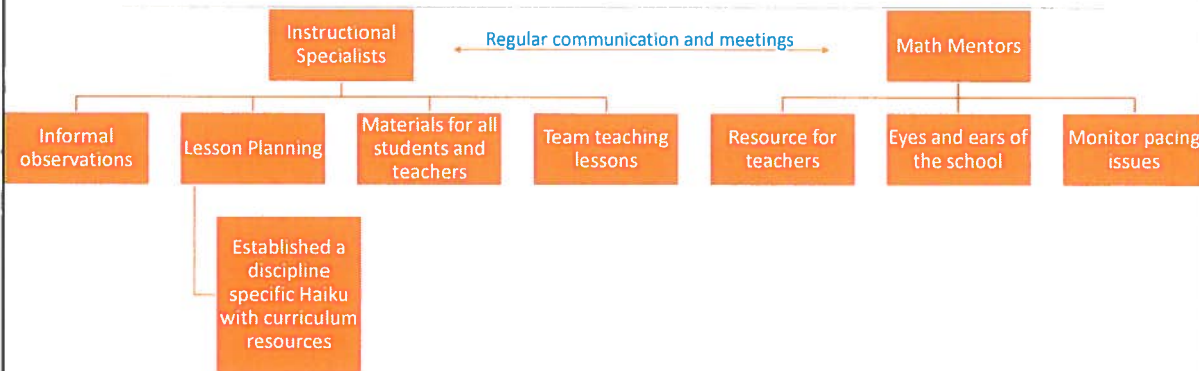 Instructional
Specialists
Regular communication and meetings
Math Mentors
Informal
observations
Lesson Planning
Materials for all
students and
teachers
Team teaching
lessons
Resource for
teachers
Eyes and ears of
the school
Monitor pacing
issues
Established a
discipline
specific Haiku
with curriculum
resources